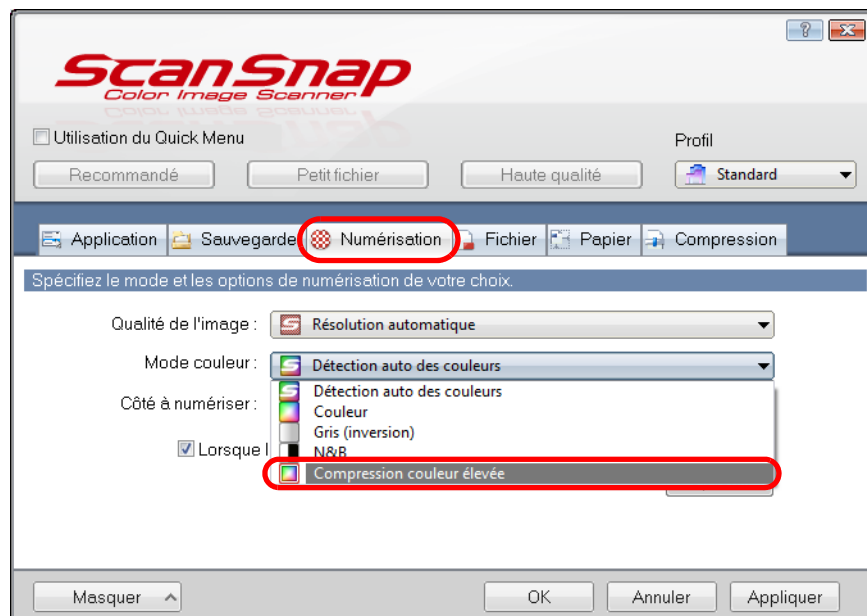 ScanSnap
Color Image Scanner
Utilisation du Quick Menu
Profil
Recommandé
Petit fichier
Haute qualité
Standard
Application
Sauvegarde
Numérisation
Fichier
Papier
Compression
Spécifiez le mode et les options de numérisation de votre choix.
Qualité de l'image :
Résolution automatique
Mode couleur :
Détection auto des couleurs
Détection auto des couleurs
Couleur
Côté à numériser :
Gris (inversion)
Lorsque l
N&B
Compression couleur élevée
Masquer
OK
Annuler
Appliquer